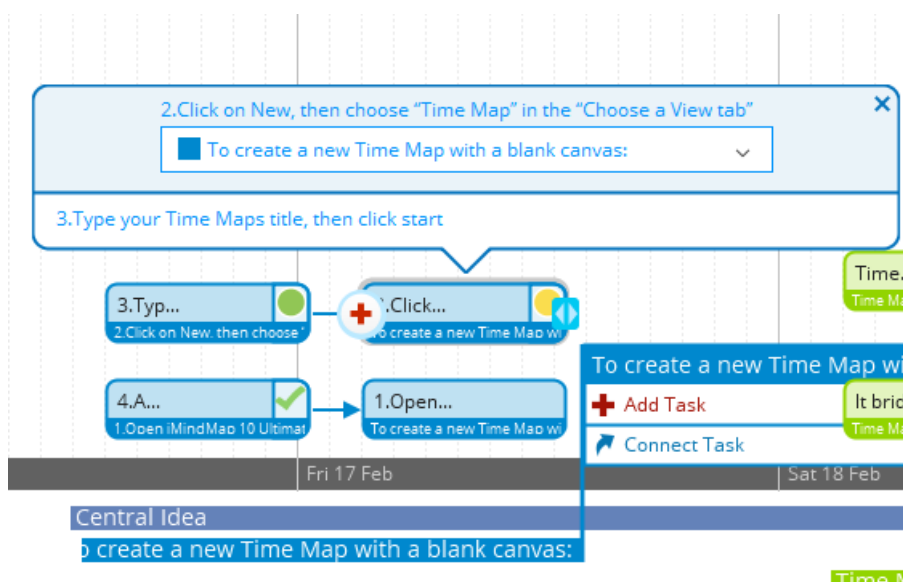 2.Click on New, then choose “Time Map” in the “Choose a View tab”
To create a new Time Map with a blank canvas:
3.Type your Time Maps title, then click start
3.Typ...
2.Click on New, then choose
.Click...
o create a new Time Map wi
Time.
Time Ma
4.A...
1.Open iMindMap 10 Ultimat
1.Open...
To create a new Time Map wi
To create a new Time Map wi
Add Task
Connect Task
It brid
Time Ma
Fri 17 Feb
Sat 18 Feb
Central Idea
o create a new Time Map with a blank canvas:
Time M